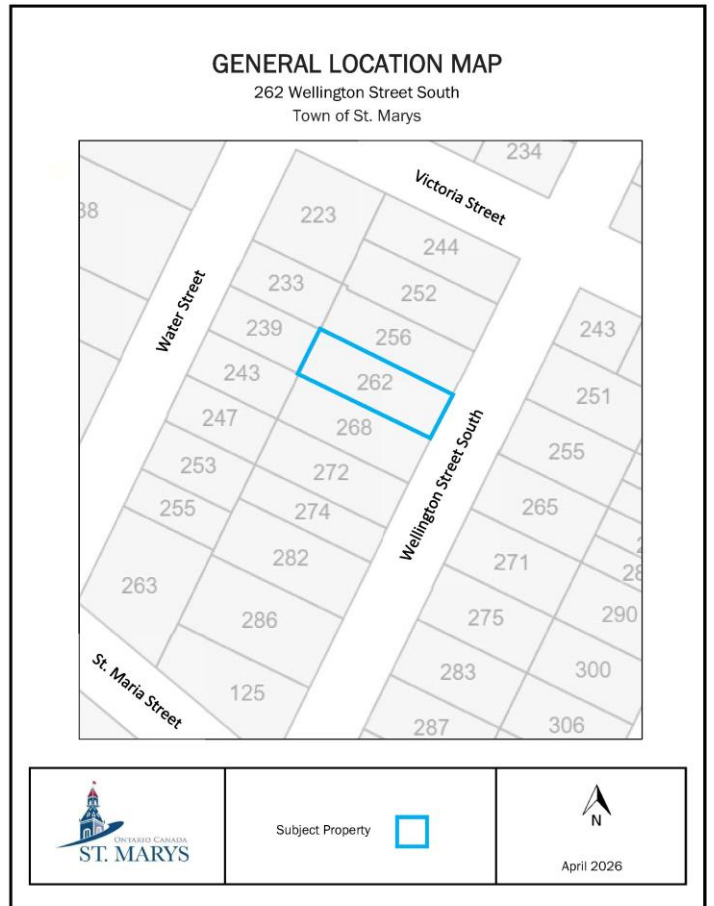 GENERAL LOCATION MAP
262 Wellington Street South
Town of St. Marys
234
Victoria Street
38
223
244
233
252
Water Street
239
256
243
243
262
251
247
268
Wellington Street South
255
253
272
265
255
274
282
271
263
290
286
275
St. Maria Street
283
300
125
287
306
ONTARIO CANADA
ST. MARYS
Subject Property
N
April 2026